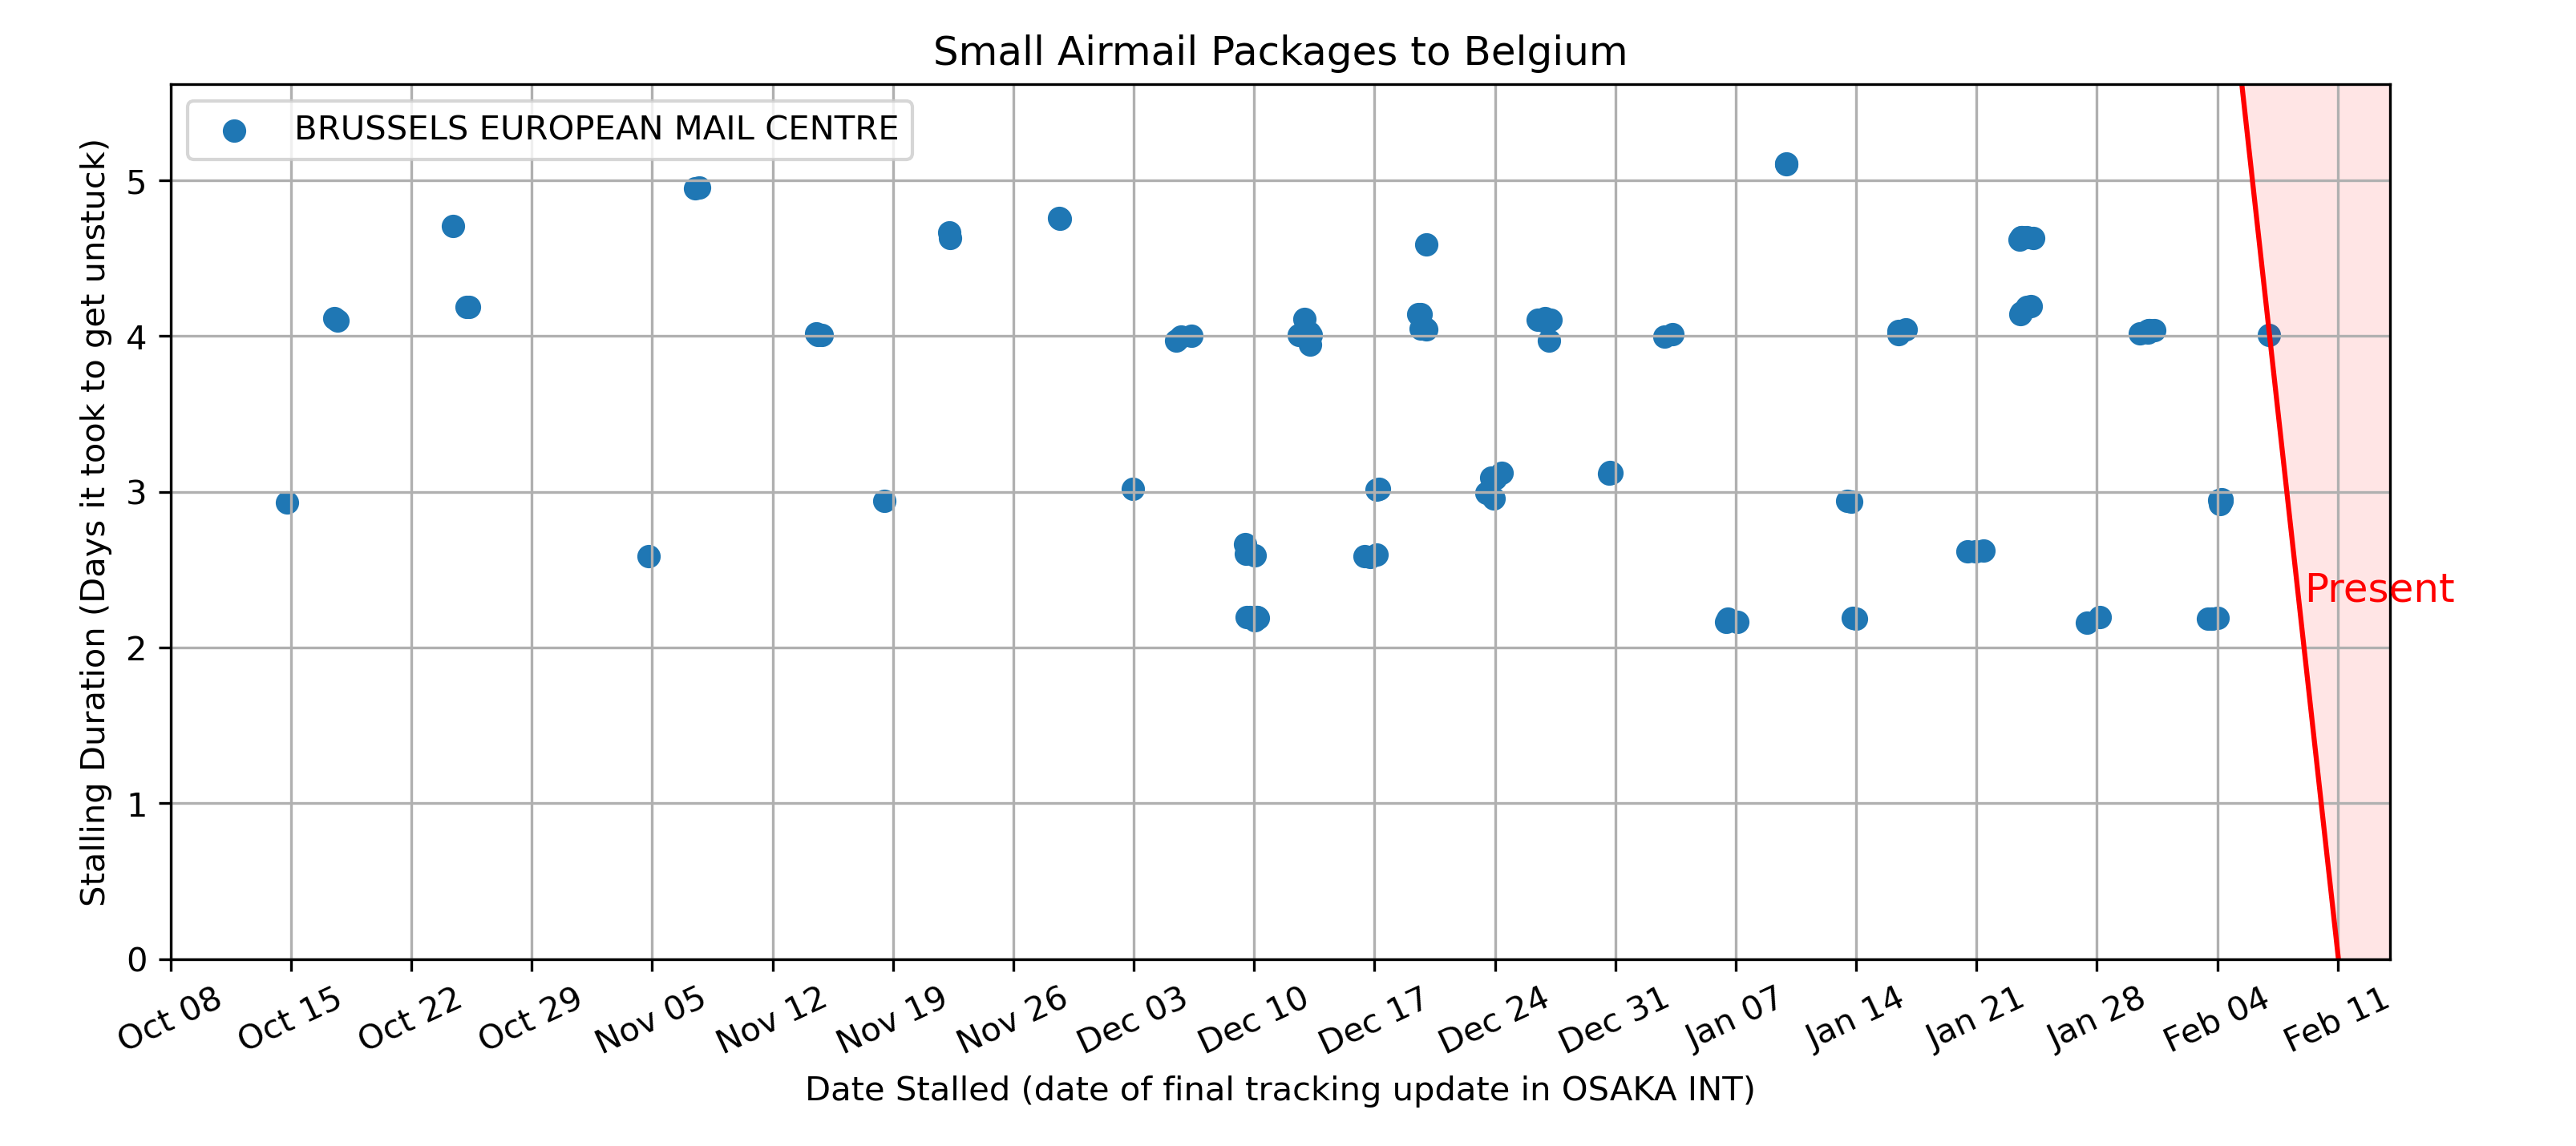 Small Airmail Packages to Belgium
BRUSSELS EUROPEAN MAIL CENTRE
Stalling Duration (Days it took to get unstuck)
5
4
3
2
1
0
Present
Oct 08
Oct 15
Oct 22
Oct 29
Nov 05
Nov 12
Nov 19
Nov 26
Dec 03
Dec 10
Dec 17
Dec 24
Dec 31
Jan 07
Jan 14
Jan 21
Jan 28
Feb 04
Feb 11
Date Stalled (date of final tracking update in OSAKA INT)